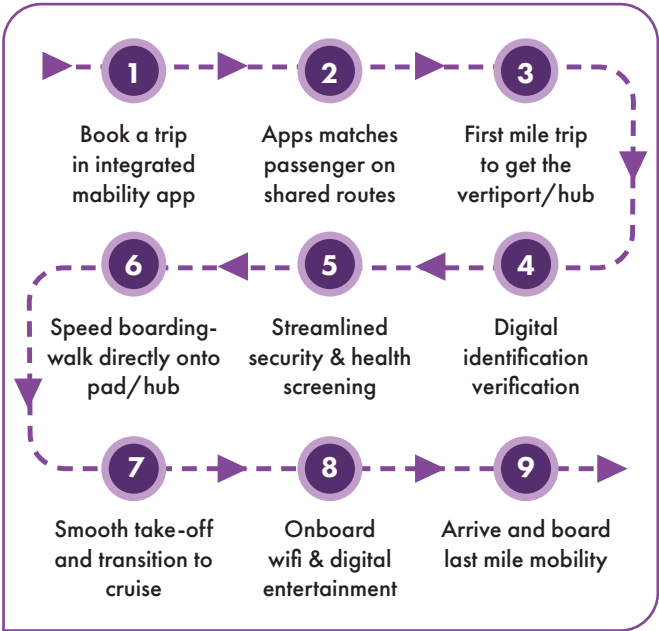 1
Book a trip
in integrated
mability app
2
Apps matches
passenger on
shared routes
3
First mile trip
to get the
vertiport/hub
4
Digital
identification
verification
5
Streamlined
security & health
screening
6
Speed boarding-
walk directly onto
pad/hub
7
Smooth take-off
and transition to
cruise
8
Onboard
wifi & digital
entertainment
9
Arrive and board
last mile mobility